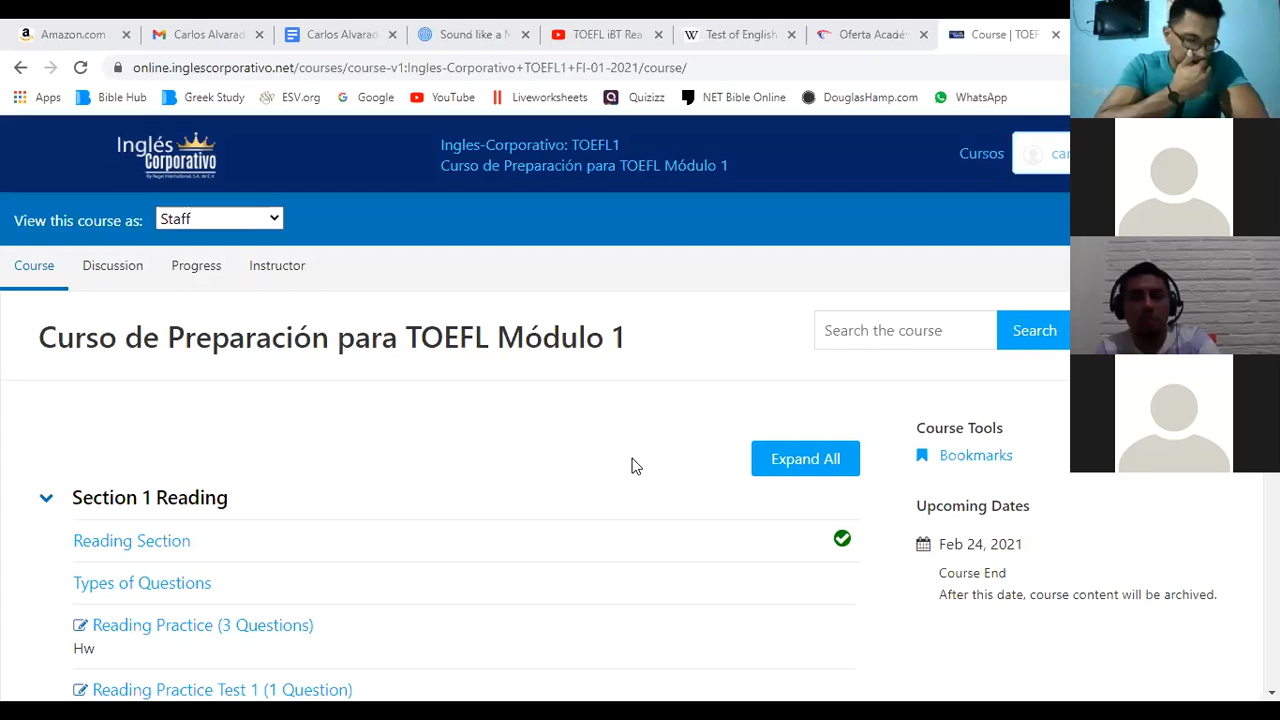 Amazon.com
Carlos Alvarad
Carlos Alvarad
Sound like a N
TOEFL iBT Rea
Test of English
Oferta Acadé
Course | TOEF
online.inglescorporativo.net/courses/course-v1:Ingles-Corporativo+TOEFL1+FI-01-2021/course/
Apps
Bible Hub
Greek Study
ESV.org
Google
YouTube
Liveworksheets
Quizizz
NET Bible Online
DouglasHamp.com
WhatsApp
Inglés
Corporativo
Ingles-Corporativo: TOEFL1
Curso de Preparación para TOEFL Módulo 1
Cursos
car
View this course as:
Staff
Course
Discussion
Progress
Instructor
Curso de Preparación para TOEFL Módulo 1
Search the course
Search
Expand All
Section 1 Reading
Reading Section
Types of Questions
Reading Practice (3 Questions)
Hw
Reading Practice Test 1 (1 Question)
Course Tools
Bookmarks
Upcoming Dates
Feb 24, 2021
Course End
After this date, course content will be archived.